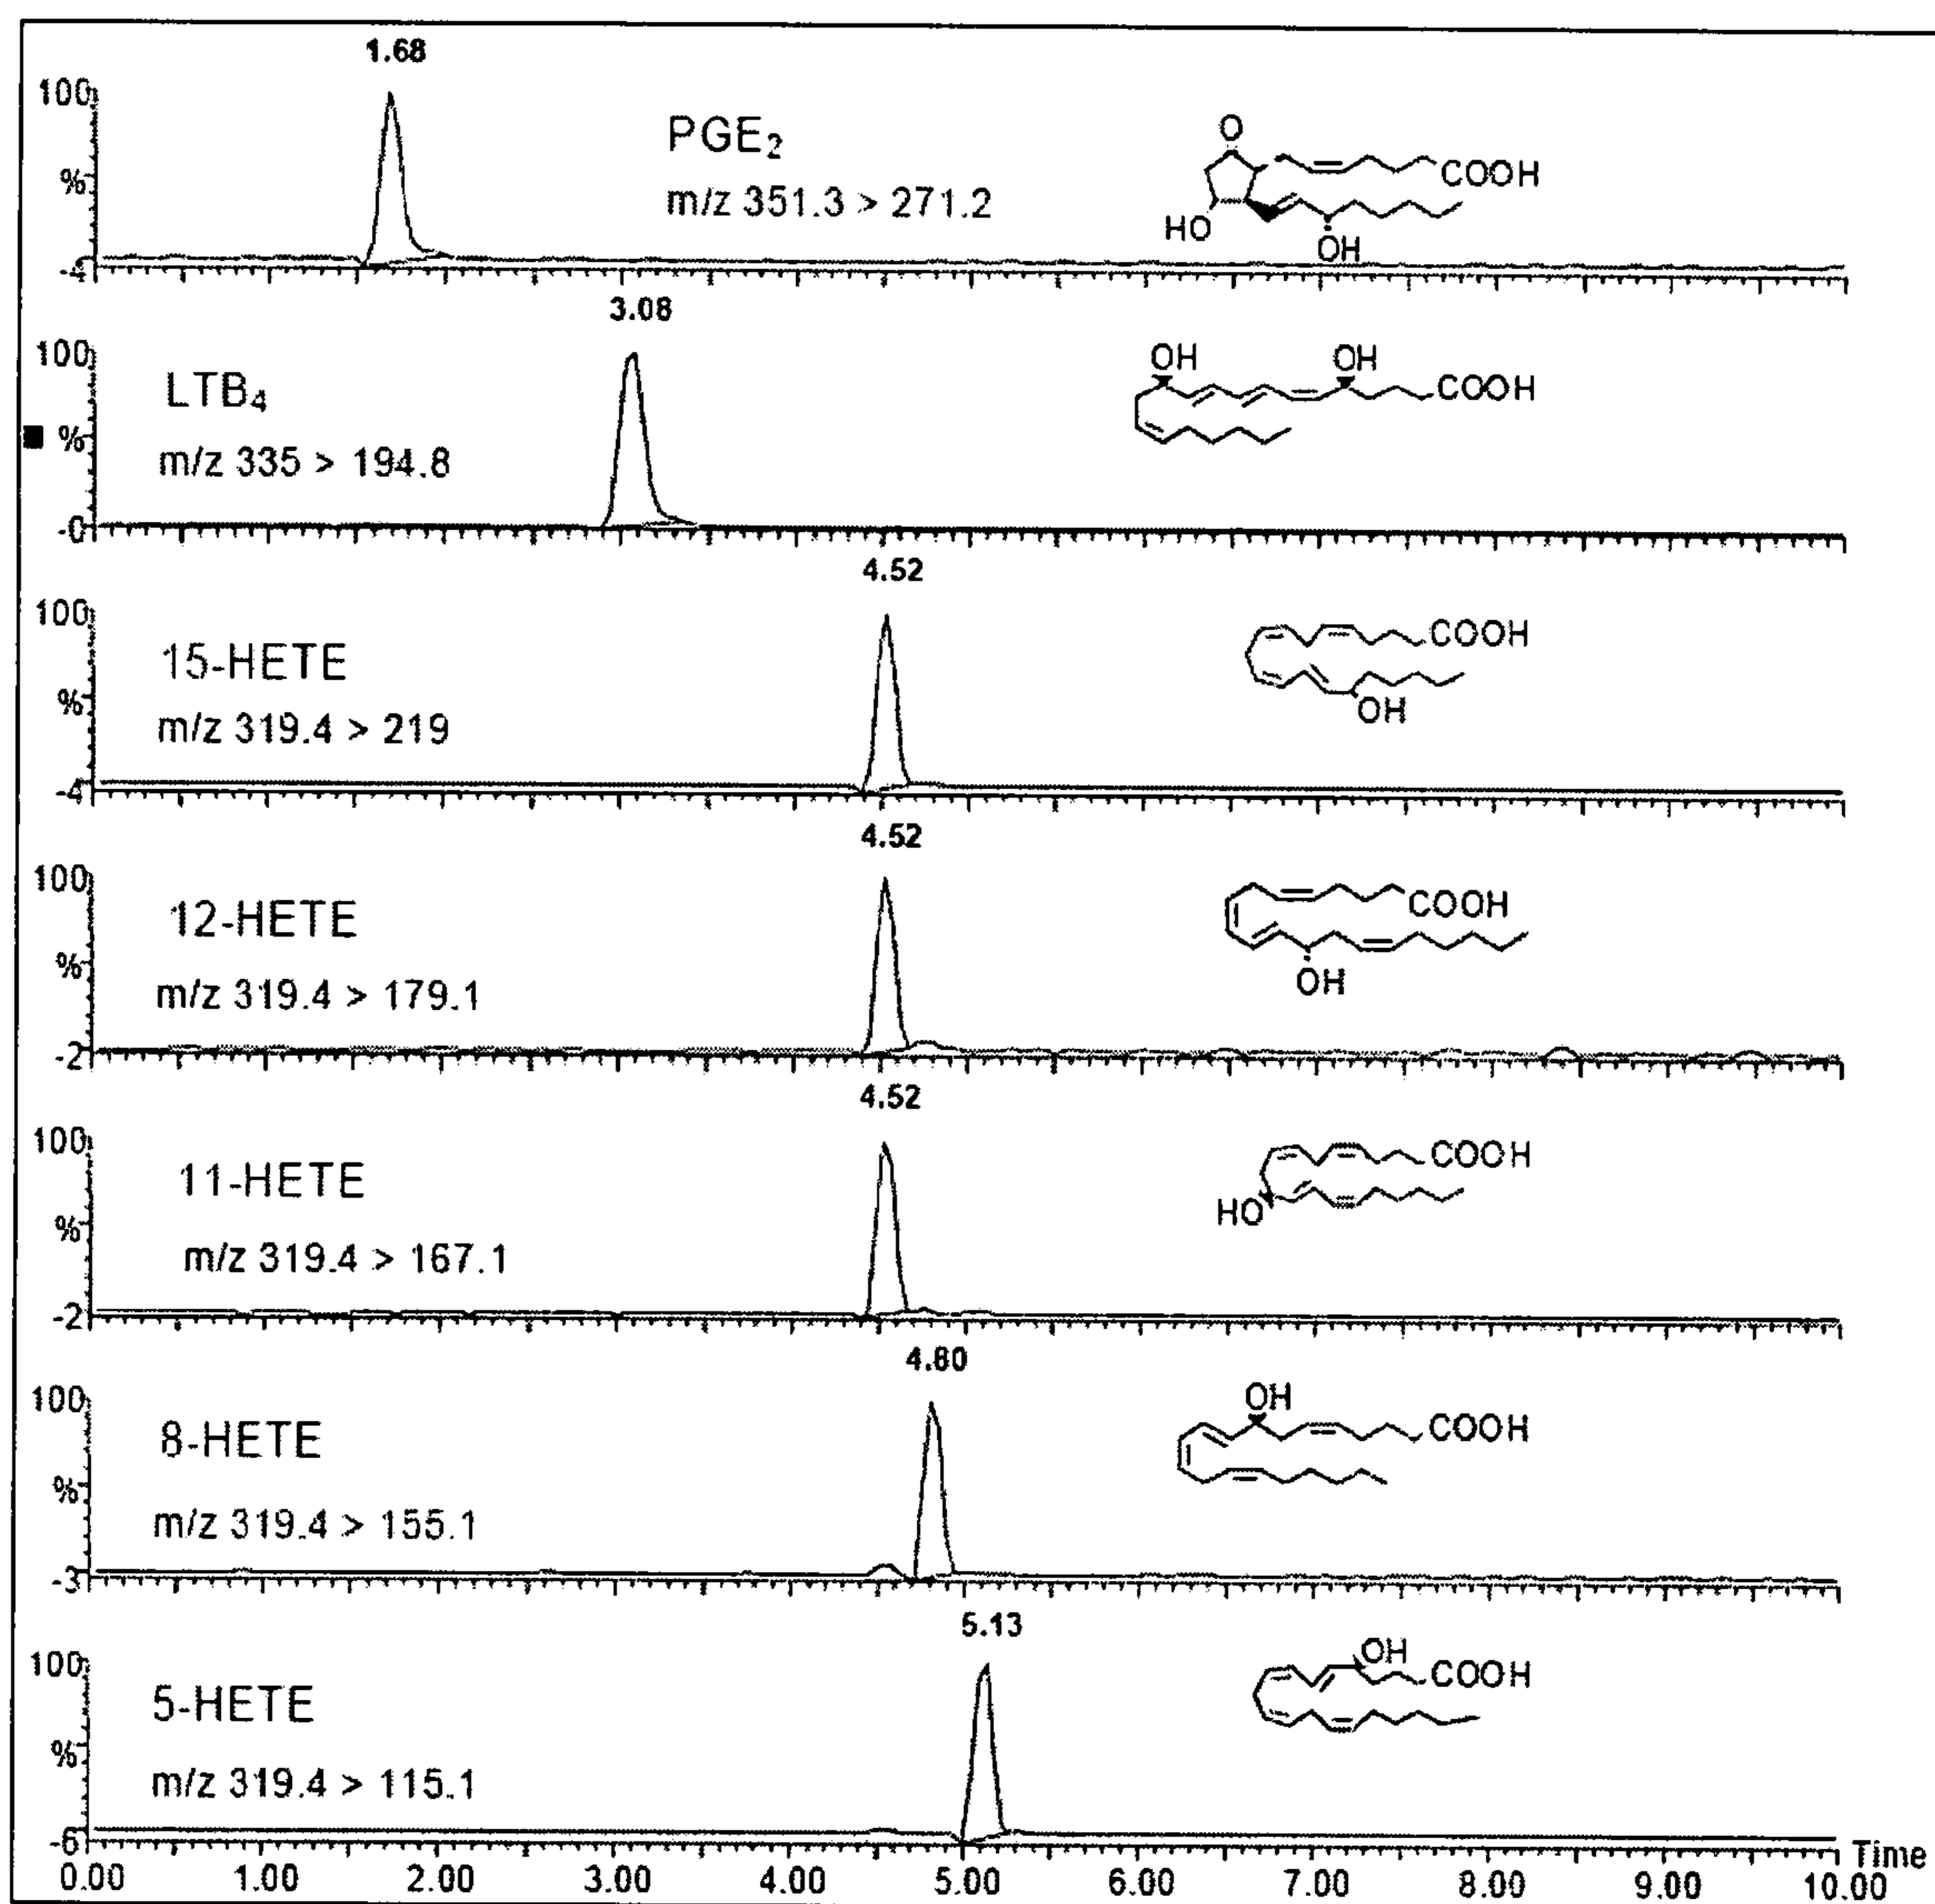 1.68
100
PGE₂
%
m/z 351.3 > 271.2
-4
O
COOH
HO
OH
3.08
100
LTB₄
%
m/z 335 > 194.8
-0
OH
OH
COOH
4.52
100
15-HETE
%
m/z 319.4 > 219
-4
COOH
OH
4.52
100
12-HETE
%
m/z 319.4 > 179.1
-2
COOH
OH
4.52
100
11-HETE
%
m/z 319.4 > 167.1
-2
COOH
HO
4.80
100
8-HETE
%
m/z 319.4 > 155.1
-3
OH
COOH
5.13
100
5-HETE
%
m/z 319.4 > 115.1
-6
OH
COOH
Time
0.00 1.00 2.00 3.00 4.00 5.00 6.00 7.00 8.00 9.00 10.00